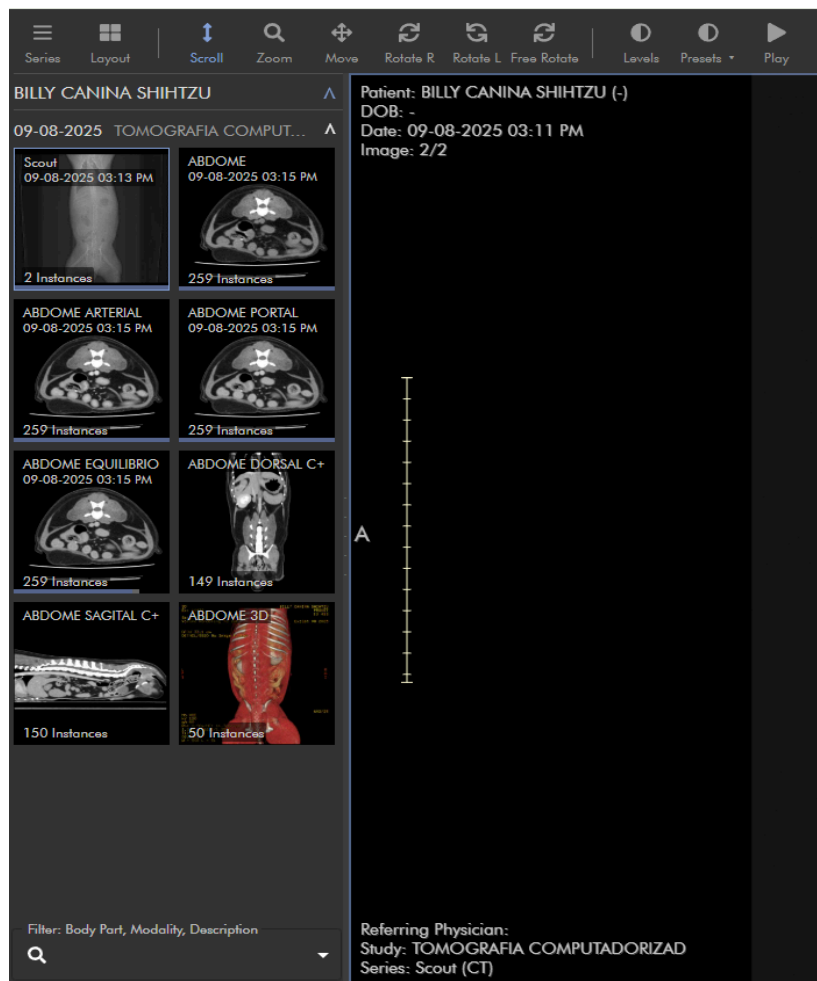 Series Layout Scroll Zoom Move Rotate R Rotate L Free Rotate Levels Presets Play
BILLY CANINA SHIHTZU
09-08-2025 TOMOGRAFIA COMPUT...
Scout
09-08-2025 03:13 PM
2 Instances
ABDOME
09-08-2025 03:15 PM
259 Instances
ABDOME ARTERIAL
09-08-2025 03:15 PM
259 Instances
ABDOME PORTAL
09-08-2025 03:15 PM
259 Instances
ABDOME EQUILIBRIO
09-08-2025 03:15 PM
259 Instances
ABDOME DORSAL C+
149 Instances
ABDOME SAGITAL C+
150 Instances
ABDOME 3D
50 Instances
Filter: Body Part, Modality, Description
Patient: BILLY CANINA SHIHTZU (-)
DOB: -
Date: 09-08-2025 03:11 PM
Image: 2/2
A
Referring Physician:
Study: TOMOGRAFIA COMPUTADORIZAD
Series: Scout (CT)